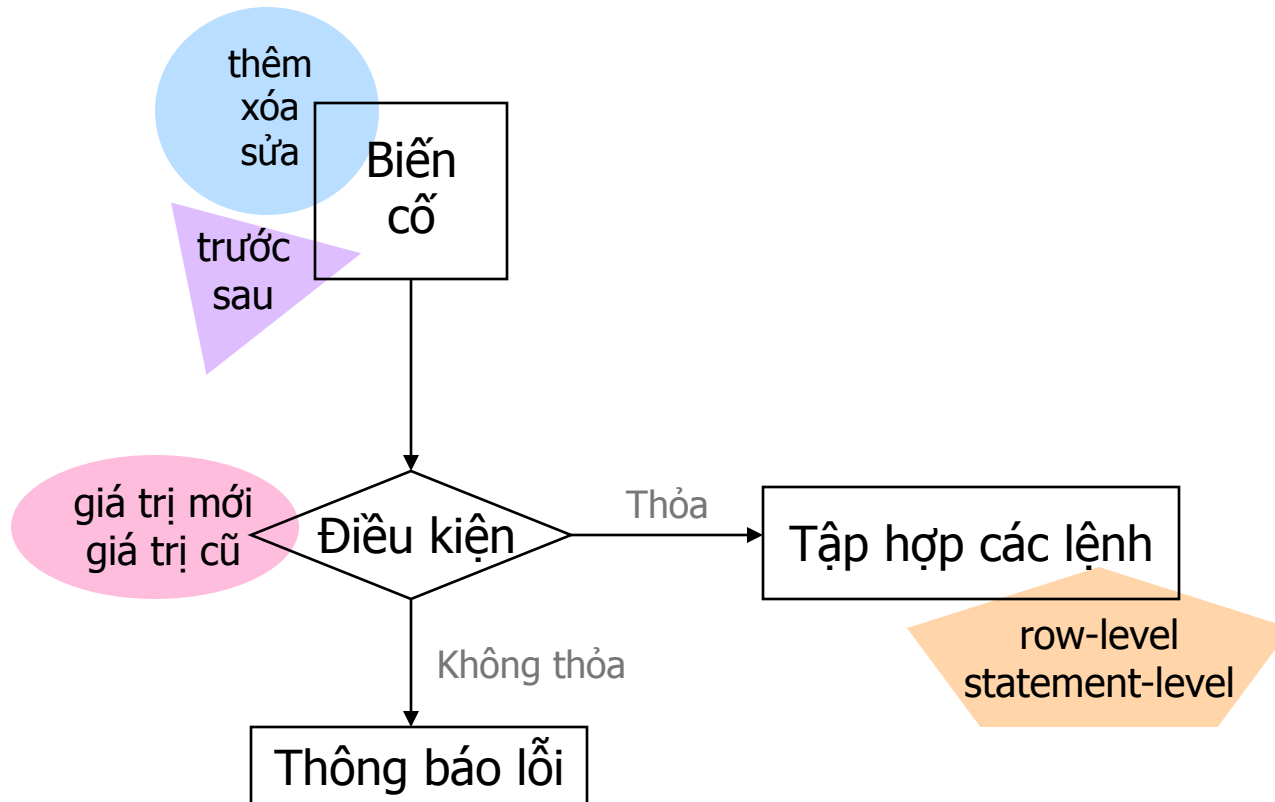 thêm
xóa
sửa
Biến
cố
trước
sau
giá trị mới
giá trị cũ
Điều kiện
Thỏa
Tập hợp các lệnh
row-level
statement-level
Không thỏa
Thông báo lỗi